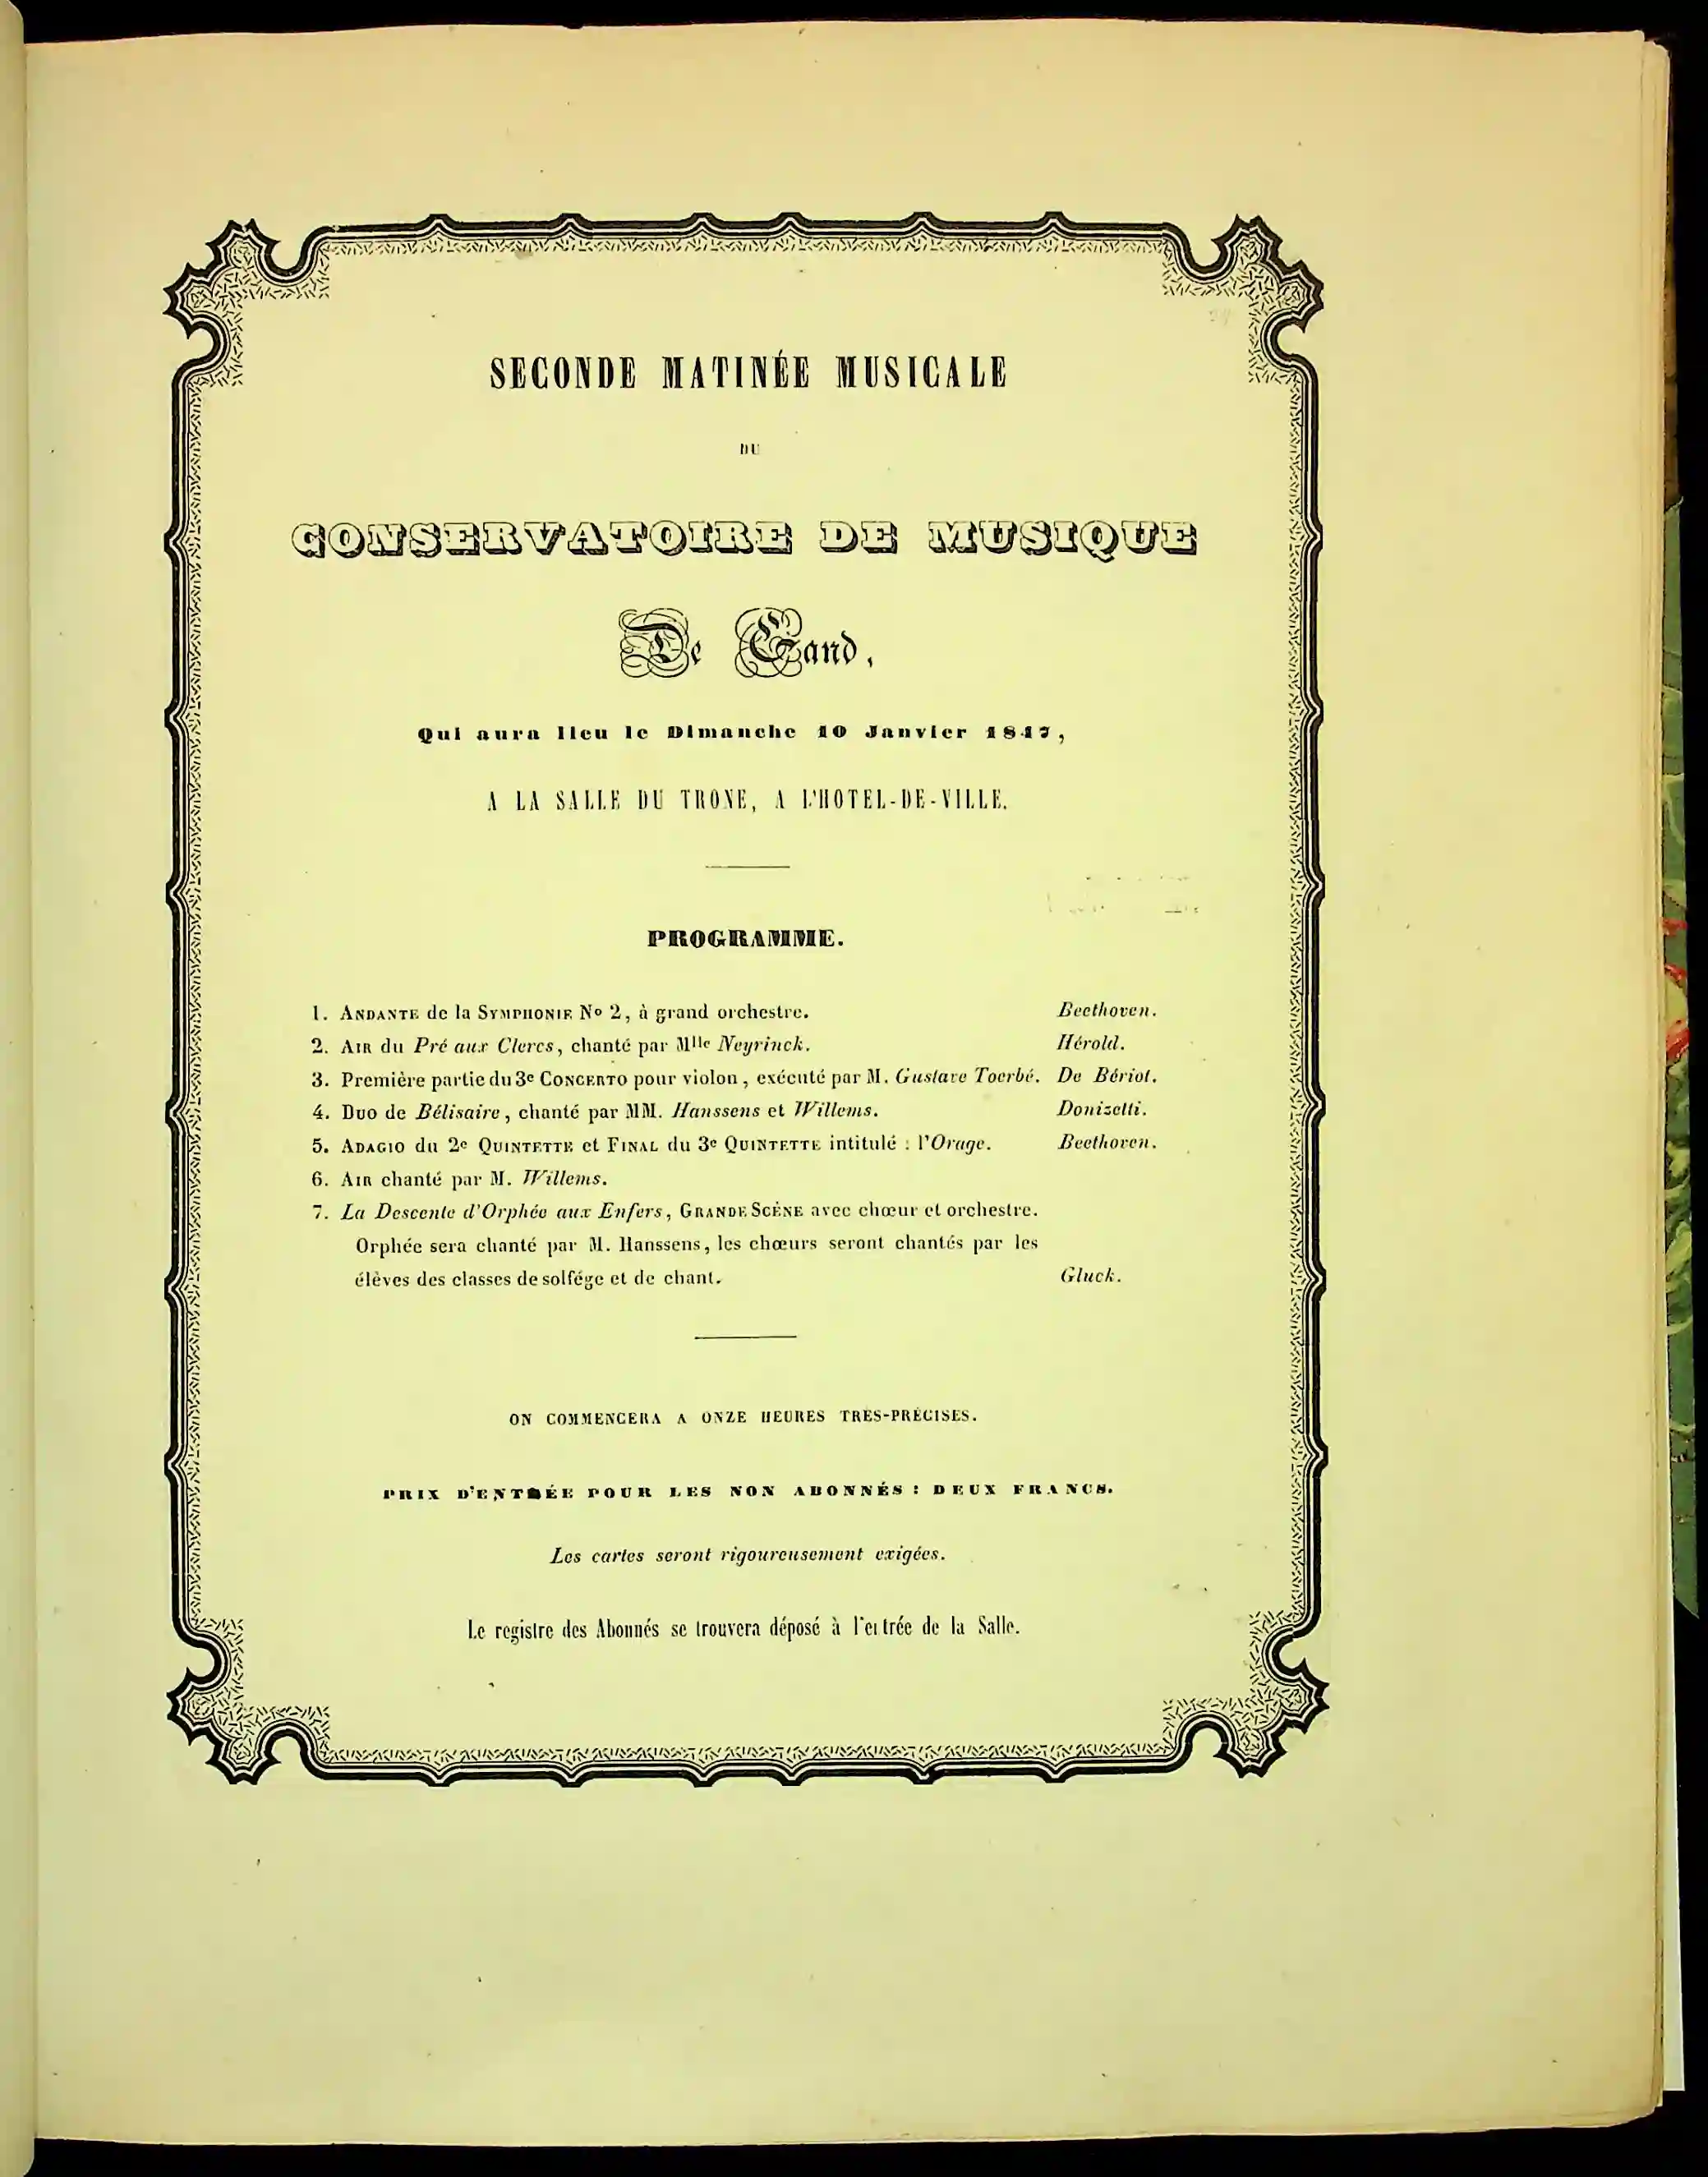 SECONDE MATINÉE MUSICALE
DU
CONSERVATOIRE DE MUSIQUE
De Gand,
Qui aura lieu le Dimanche 10 Janvier 1847,
A LA SALLE DU TRONE, A L'HOTEL-DE-VILLE.
PROGRAMME.
1. ANDANTE de la SYMPHONIE No 2, à grand orchestre. Beethoven.
2. AIR du Pré aux Clercs, chanté par Mlle Neyrinck. Hérold.
3. Première partie du 3e CONCERTO pour violon, exécuté par M. Gustave Toerbé. De Bériot.
4. Duo de Bélisaire, chanté par MM. Hanssens et Willems. Donizetti.
5. ADAGIO du 2e QUINTETTE et FINAL du 3e QUINTETTE intitulé : l'Orage. Beethoven.
6. AIR chanté par M. Willems.
7. La Descente d'Orphée aux Enfers, GRANDE SCÈNE avec chœur et orchestre.
Orphée sera chanté par M. Hanssens, les chœurs seront chantés par les
élèves des classes de solfége et de chant. Gluck.
ON COMMENCERA A ONZE HEURES TRES-PRÉCISES.
PRIX D'ENTRÉE POUR LES NON ABONNÉS : DEUX FRANCS.
Les cartes seront rigoureusement exigées.
Le registre des Abonnés se trouvera déposé à l'entrée de la Salle.